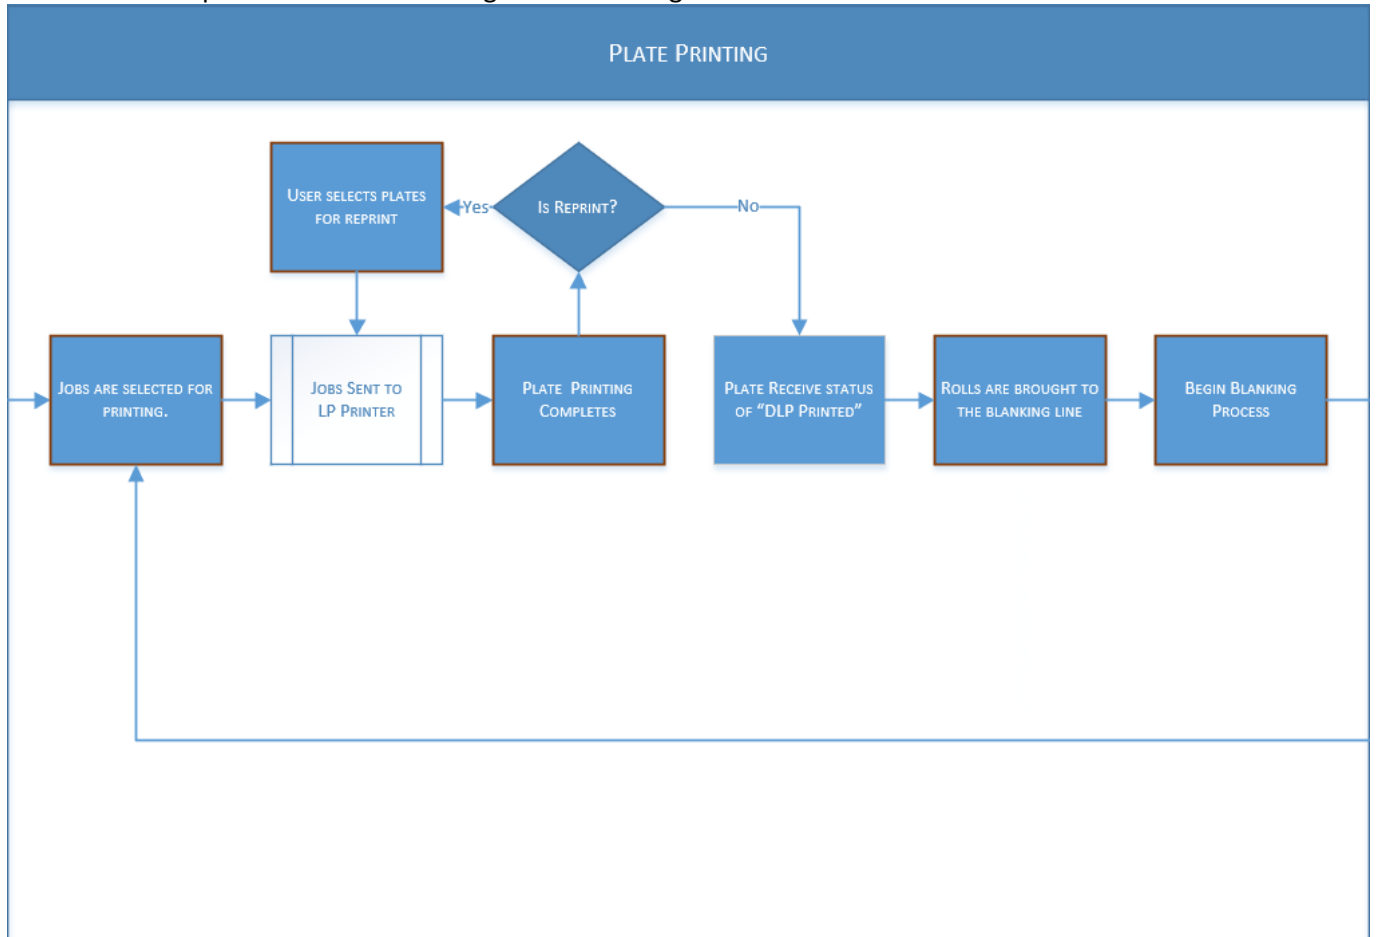 PLATE PRINTING
USER SELECTS PLATES
FOR REPRINT
Yes
IS REPRINT?
No
JOBS ARE SELECTED FOR
PRINTING.
JOBS SENT TO
LP PRINTER
PLATE PRINTING
COMPLETES
PLATE RECEIVE STATUS
OF “DLP PRINTED”
ROLLS ARE BROUGHT TO
THE BLANKING LINE
BEGIN BLANKING
PROCESS